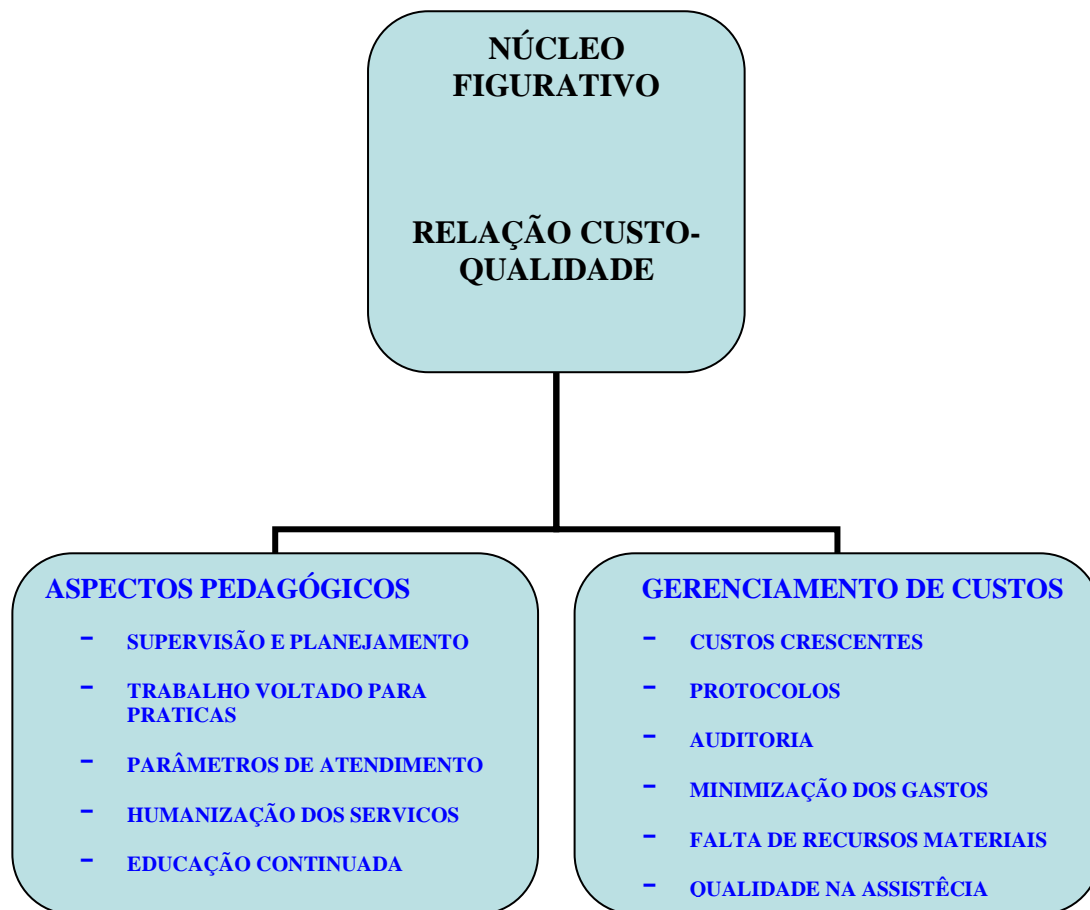 NÚCLEO
FIGURATIVO
RELAÇÃO CUSTO-
QUALIDADE
ASPECTOS PEDAGÓGICOS
- SUPERVISÃO E PLANEJAMENTO
- TRABALHO VOLTADO PARA
PRATICAS
- PARÂMETROS DE ATENDIMENTO
- HUMANIZAÇÃO DOS SERVICOS
- EDUCAÇÃO CONTINUADA
GERENCIAMENTO DE CUSTOS
- CUSTOS CRESCENTES
- PROTOCOLOS
- AUDITORIA
- MINIMIZAÇÃO DOS GASTOS
- FALTA DE RECURSOS MATERIAIS
- QUALIDADE NA ASSISTÊCIA